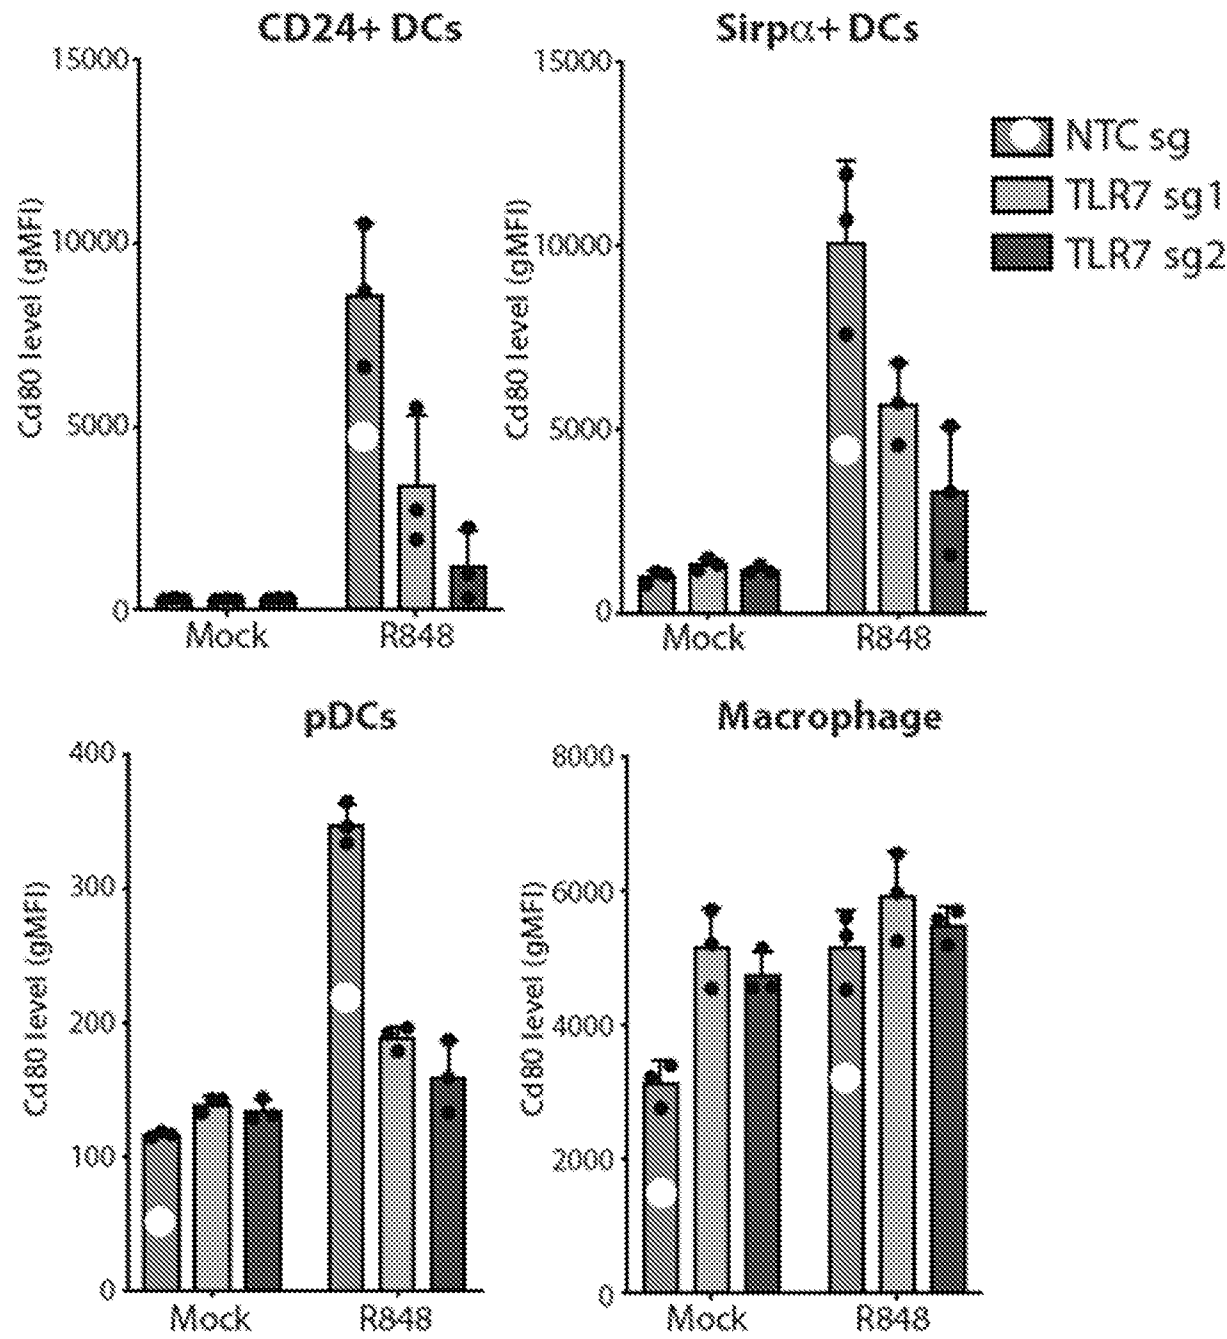 CD24+ DCs
15000
10000
5000
0
Cd80 level (gMFI)
Mock
R848
Sirpα+ DCs
15000
10000
5000
0
Cd80 level (gMFI)
Mock
R848
NTC sg
TLR7 sg1
TLR7 sg2
pDCs
400
300
200
100
0
Cd80 level (gMFI)
Mock
R848
Macrophage
8000
6000
4000
2000
0
Cd80 level (gMFI)
Mock
R848